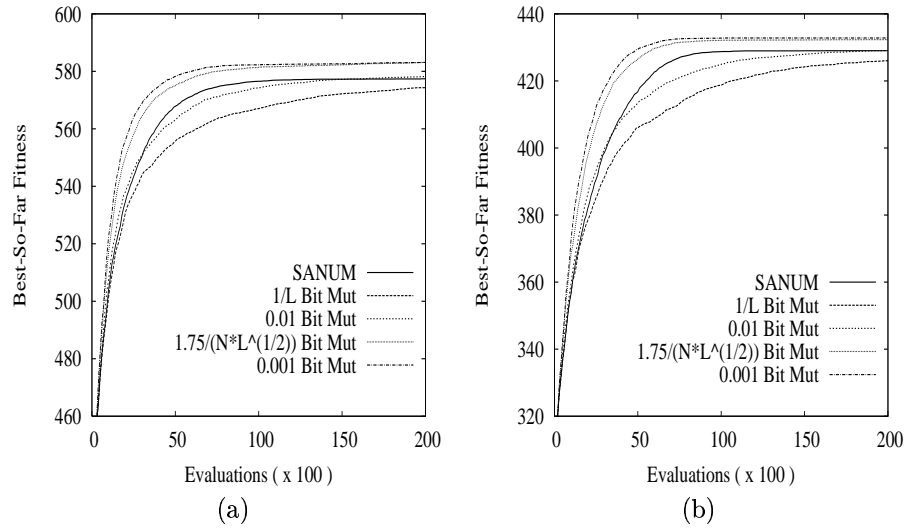 600
580
560
540
520
500
480
460
Best-So-Far Fitness
SANUM
1/L Bit Mut
0.01 Bit Mut
1.75/(N*L^(1/2)) Bit Mut
0.001 Bit Mut
0 50 100 150 200
Evaluations ( x 100 )
(a)
440
420
400
380
360
340
320
Best-So-Far Fitness
SANUM
1/L Bit Mut
0.01 Bit Mut
1.75/(N*L^(1/2)) Bit Mut
0.001 Bit Mut
0 50 100 150 200
Evaluations ( x 100 )
(b)